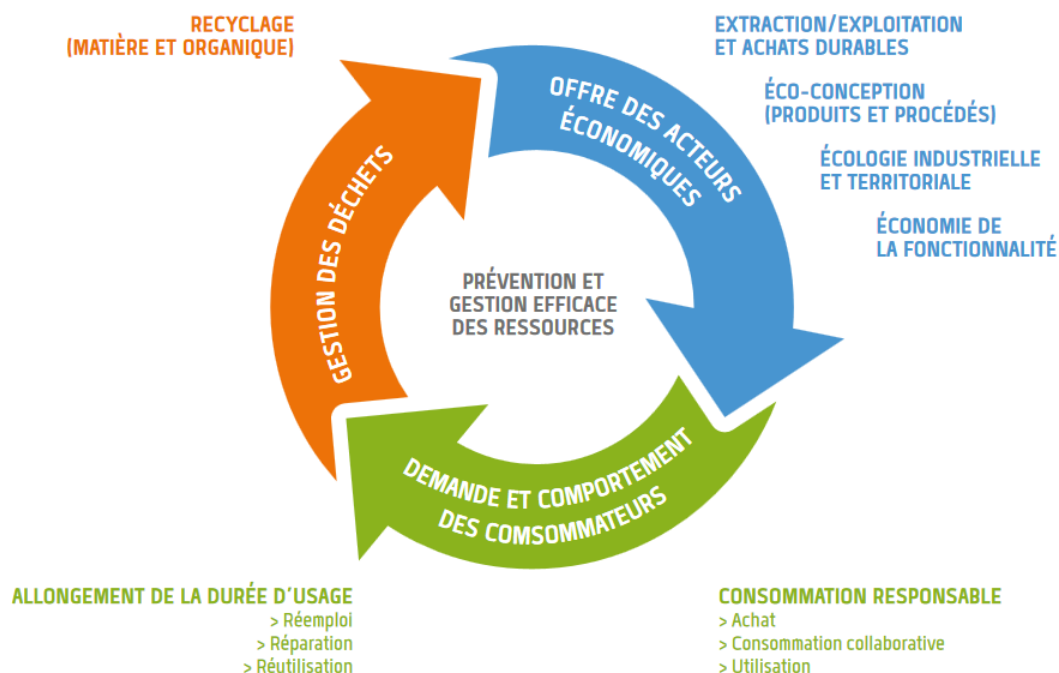 RECYCLAGE
(MATIÈRE ET ORGANIQUE)
EXTRACTION/EXPLOITATION
ET ACHATS DURABLES
ÉCO-CONCEPTION
(PRODUITS ET PROCÉDÉS)
ÉCOLOGIE INDUSTRIELLE
ET TERRITORIALE
ÉCONOMIE DE
LA FONCTIONNALITÉ
OFFRE DES ACTEURS
ÉCONOMIQUES
GESTION DES DÉCHETS
PRÉVENTION ET
GESTION EFFICACE
DES RESSOURCES
DEMANDE ET COMPORTEMENT
DES COMSOMMATEURS
ALLONGEMENT DE LA DURÉE D'USAGE
> Réemploi
> Réparation
> Réutilisation
CONSOMMATION RESPONSABLE
> Achat
> Consommation collaborative
> Utilisation